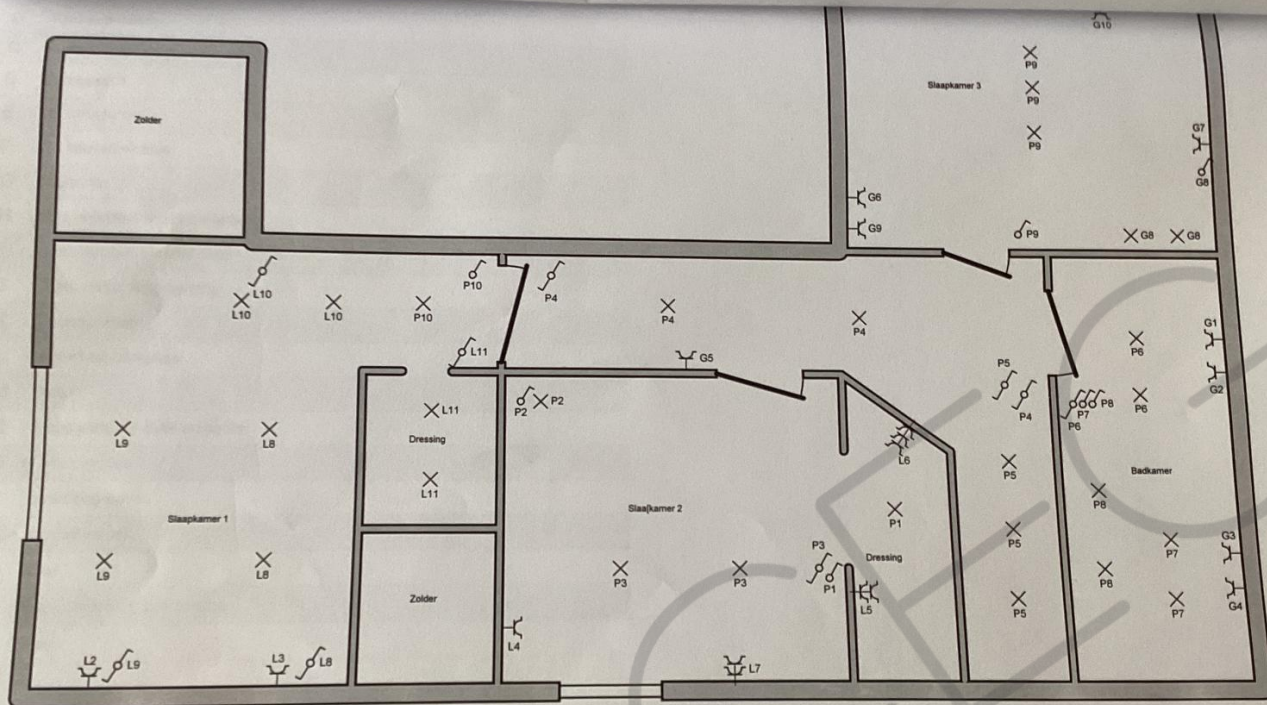 G10
P9
Slaapkamer 3
P9
Zolder
P9
G7
G8
G6
G9
P9
G8
G8
L10
P10
P4
L10
L10
P10
P4
P4
G1
L11
G5
P6
P5
G2
P2
P2
P4
P8
P7
P6
P6
L11
Dressing
L9
L8
L6
P5
Badkamer
L11
P8
Slaapkamer 1
Slaa|kamer 2
P1
P5
P7
G3
P3
Dressing
L9
L8
P3
P3
P1
P8
G4
Zolder
L5
P5
P7
L4
L2
L9
L3
L8
L7